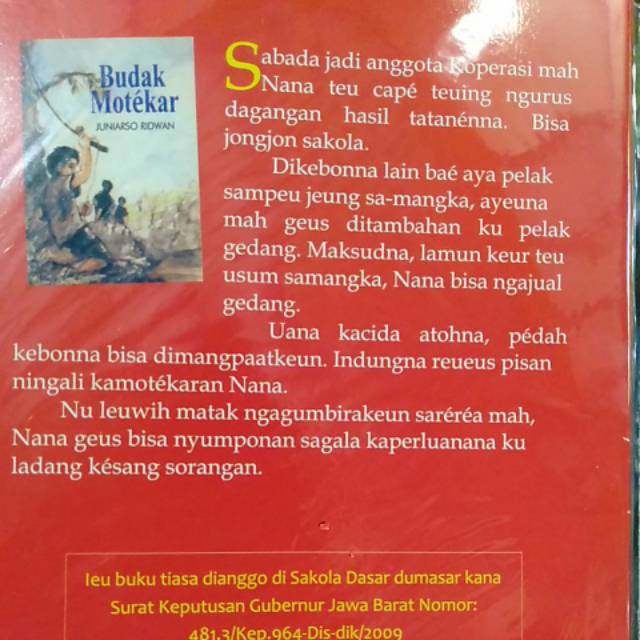 Budak
Motékar
JUNIARSO RIDWAN
Sabada jadi anggota Koperasi mah
Nana teu capé teuing ngurus
dagangan hasil tatanénna. Bisa
jongjon sakola.
Dikebonna lain baé aya pelak
sampeu jeung sa-mangka, ayeuna
mah geus ditambahan ku pelak
gedang. Maksudna, lamun keur teu
usum samangka, Nana bisa ngajual
gedang.
Uana kacida atohna, pédah
kebonna bisa dimangpaatkeun. Indungna reueus pisan
ningali kamotékaran Nana.
Nu leuwih matak ngagumbirakeun saréréa mah,
Nana geus bisa nyumponan sagala kaperluanana ku
ladang késang sorangan.
Ieu buku tiasa dianggo di Sakola Dasar dumasar kana
Surat Keputusan Gubernur Jawa Barat Nomor:
481.3/Kep.964-Dis-dik/2009